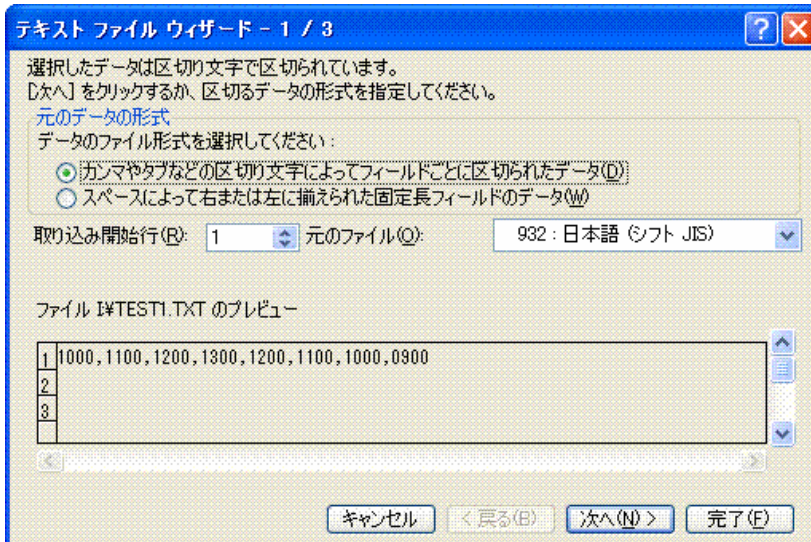 テキスト ファイル ウィザード - 1 / 3
選択したデータは区切り文字で区切られています。
[次へ] をクリックするか、区切るデータの形式を指定してください。
元のデータの形式
データのファイル形式を選択してください:
カンマやタブなどの区切り文字によってフィールドごとに区切られたデータ(D)
スペースによって右または左に揃えられた固定長フィールドのデータ(W)
取り込み開始行(R): 1 元のファイル(O): 932 : 日本語 (シフト JIS)
ファイル I:¥TEST1.TXT のプレビュー
1 1000,1100,1200,1300,1200,1100,1000,0900
2
3
キャンセル < 戻る(B) 次へ(N) > 完了(F)